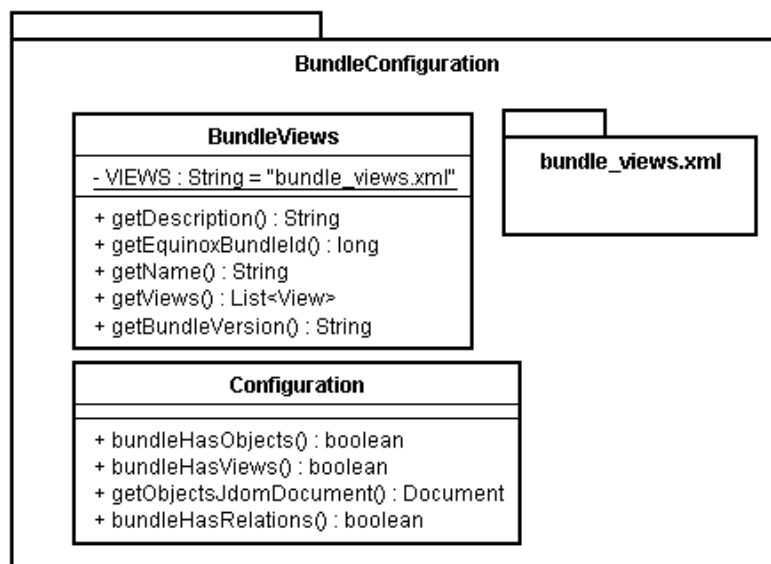 BundleConfiguration
BundleViews
- VIEWS : String = "bundle_views.xml"
+ getDescription() : String
+ getEquinoxBundleId() : long
+ getName() : String
+ getViews() : List<View>
+ getBundleVersion() : String
bundle_views.xml
Configuration
+ bundleHasObjects() : boolean
+ bundleHasViews() : boolean
+ getObjectsJdomDocument() : Document
+ bundleHasRelations() : boolean